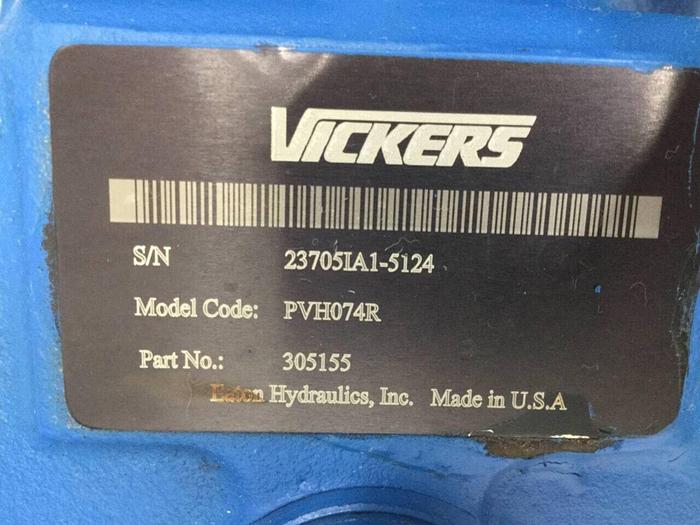 VICKERS
S/N 23705IA1-5124
Model Code: PVH074R
Part No.: 305155
Eaton Hydraulics, Inc. Made in U.S.A